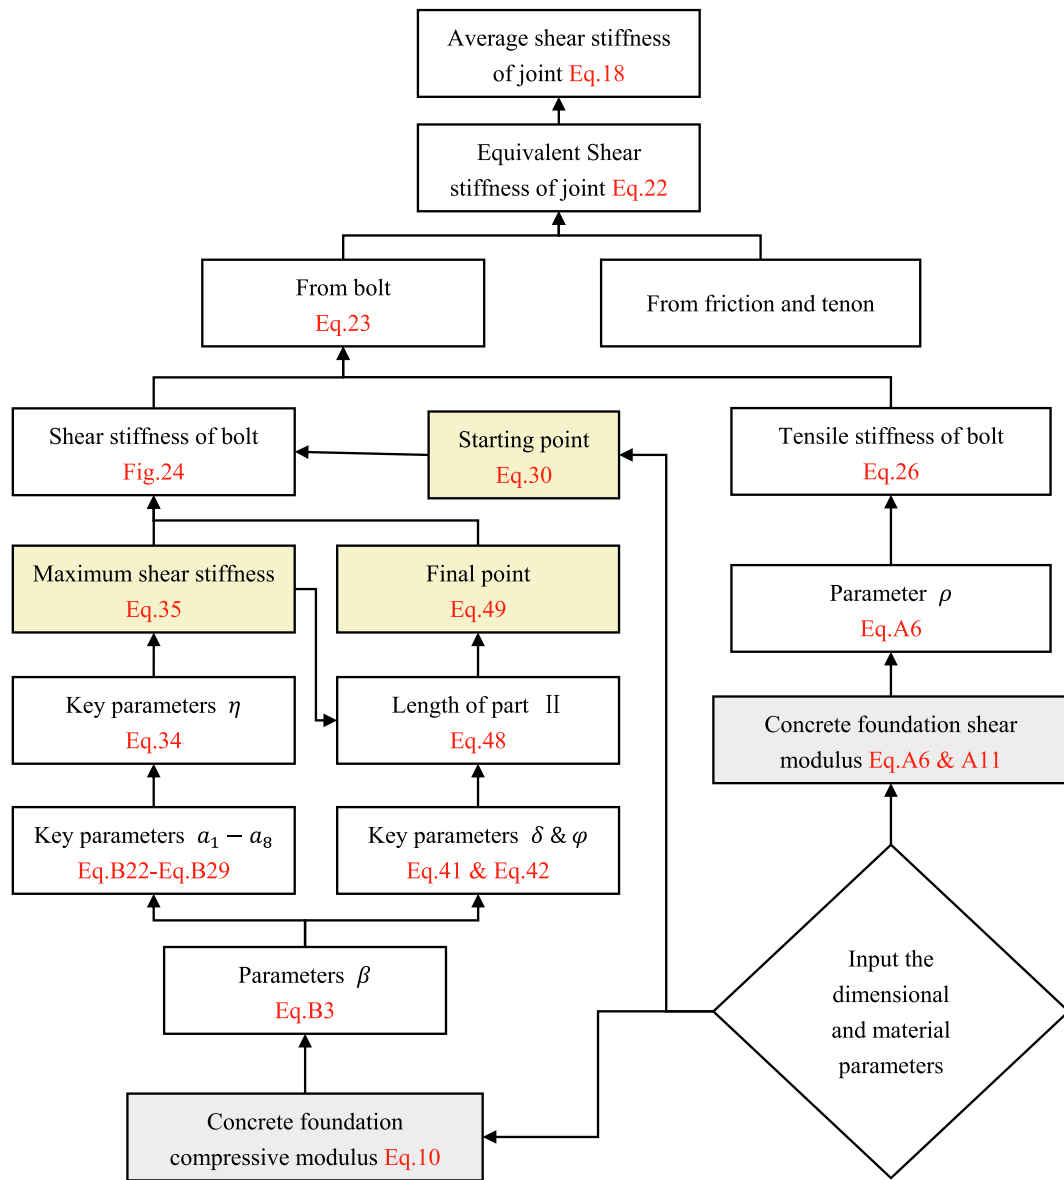 Average shear stiffness
of joint Eq.18
Equivalent Shear
stiffness of joint Eq.22
From bolt
Eq.23
From friction and tenon
Shear stiffness of bolt
Fig.24
Starting point
Eq.30
Tensile stiffness of bolt
Eq.26
Maximum shear stiffness
Eq.35
Final point
Eq.49
Parameter ρ
Eq.A6
Key parameters η
Eq.34
Length of part Ⅱ
Eq.48
Concrete foundation shear
modulus Eq.A6 & A11
Key parameters a₁ − a₈
Eq.B22-Eq.B29
Key parameters δ & φ
Eq.41 & Eq.42
Parameters β
Eq.B3
Input the
dimensional
and material
parameters
Concrete foundation
compressive modulus Eq.10